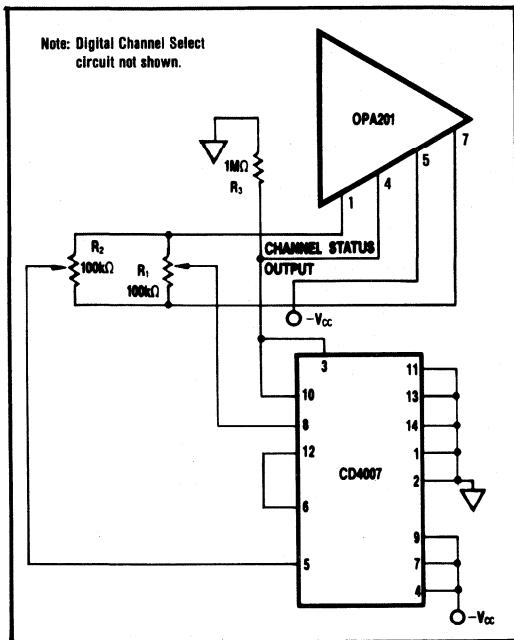 Note: Digital Channel Select
circuit not shown.
OPA201
7
5
4
1
1MΩ
R3
CHANNEL STATUS
OUTPUT
R2
100kΩ
R1
100kΩ
−VCC
3
11
10
13
8
14
12
1
CD4007
2
6
9
5
7
4
−VCC